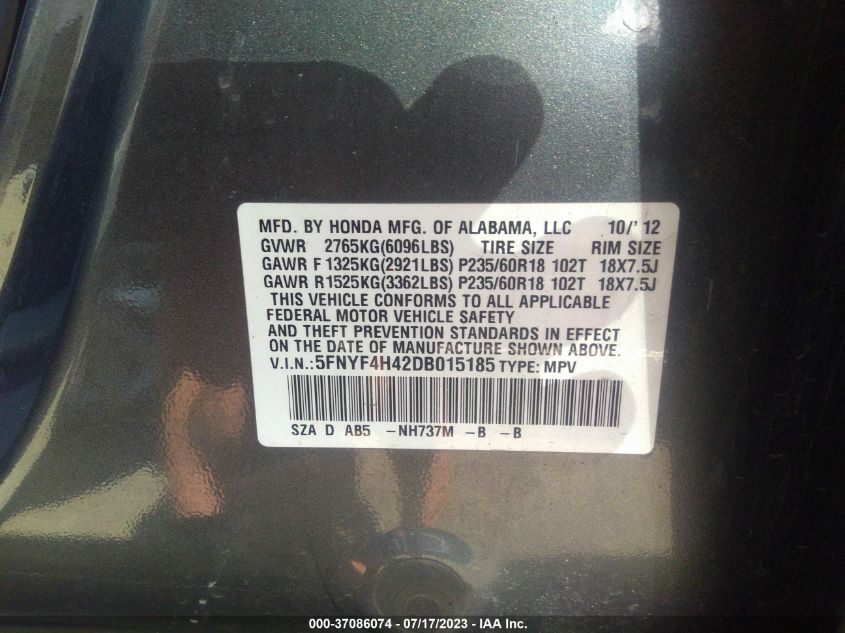 MFD. BY HONDA MFG. OF ALABAMA, LLC 10/' 12
GVWR 2765KG(6096LBS) TIRE SIZE RIM SIZE
GAWR F 1325KG(2921LBS) P235/60R18 102T 18X7.5J
GAWR R1525KG(3362LBS) P235/60R18 102T 18X7.5J
THIS VEHICLE CONFORMS TO ALL APPLICABLE
FEDERAL MOTOR VEHICLE SAFETY
AND THEFT PREVENTION STANDARDS IN EFFECT
ON THE DATE OF MANUFACTURE SHOWN ABOVE.
V.I.N.:5FNYF4H42DB015185 TYPE: MPV
SZA D AB5 -NH737M -B -B
000-37086074 / 07/17/2023 - © IAA Inc.